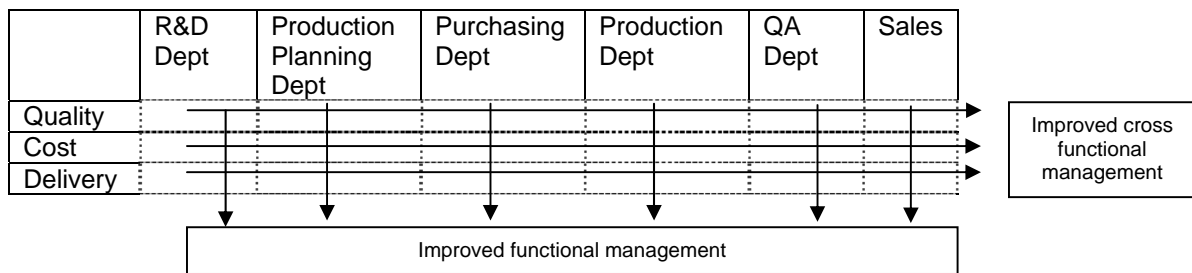 R&D Dept
Production Planning Dept
Purchasing Dept
Production Dept
QA Dept
Sales
Quality
Cost
Delivery
Improved cross
functional
management
Improved functional management